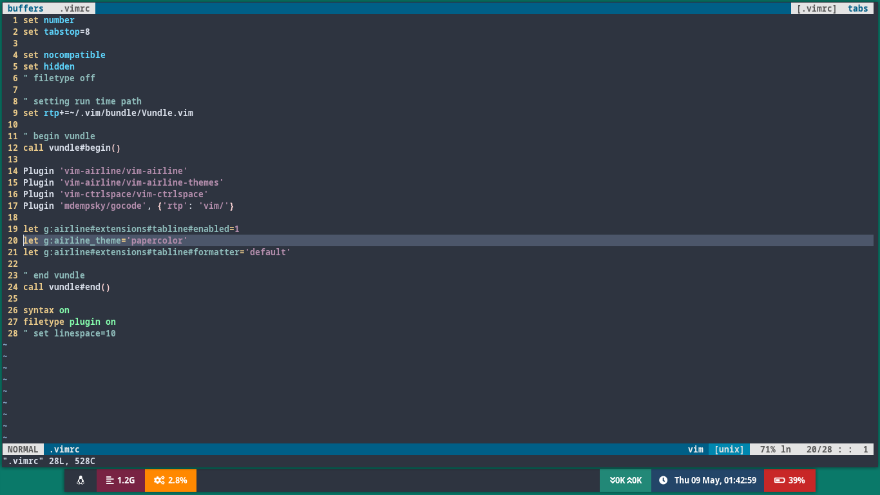 buffers .vimrc [.vimrc] tabs
1 set number
2 set tabstop=8
3
4 set nocompatible
5 set hidden
6 " filetype off
7
8 " setting run time path
9 set rtp+=~/.vim/bundle/Vundle.vim
10
11 " begin vundle
12 call vundle#begin()
13
14 Plugin 'vim-airline/vim-airline'
15 Plugin 'vim-airline/vim-airline-themes'
16 Plugin 'vim-ctrlspace/vim-ctrlspace'
17 Plugin 'mdempsky/gocode', {'rtp': 'vim/'}
18
19 let g:airline#extensions#tabline#enabled=1
20 let g:airline_theme='papercolor'
21 let g:airline#extensions#tabline#formatter='default'
22
23 " end vundle
24 call vundle#end()
25
26 syntax on
27 filetype plugin on
28 " set linespace=10
~
~
~
~
~
~
~
~
~
NORMAL .vimrc vim [unix] 71% ln 20/28 : : 1
".vimrc" 28L, 528C
1.2G 2.8% 0K 0K Thu 09 May, 01:42:59 39%